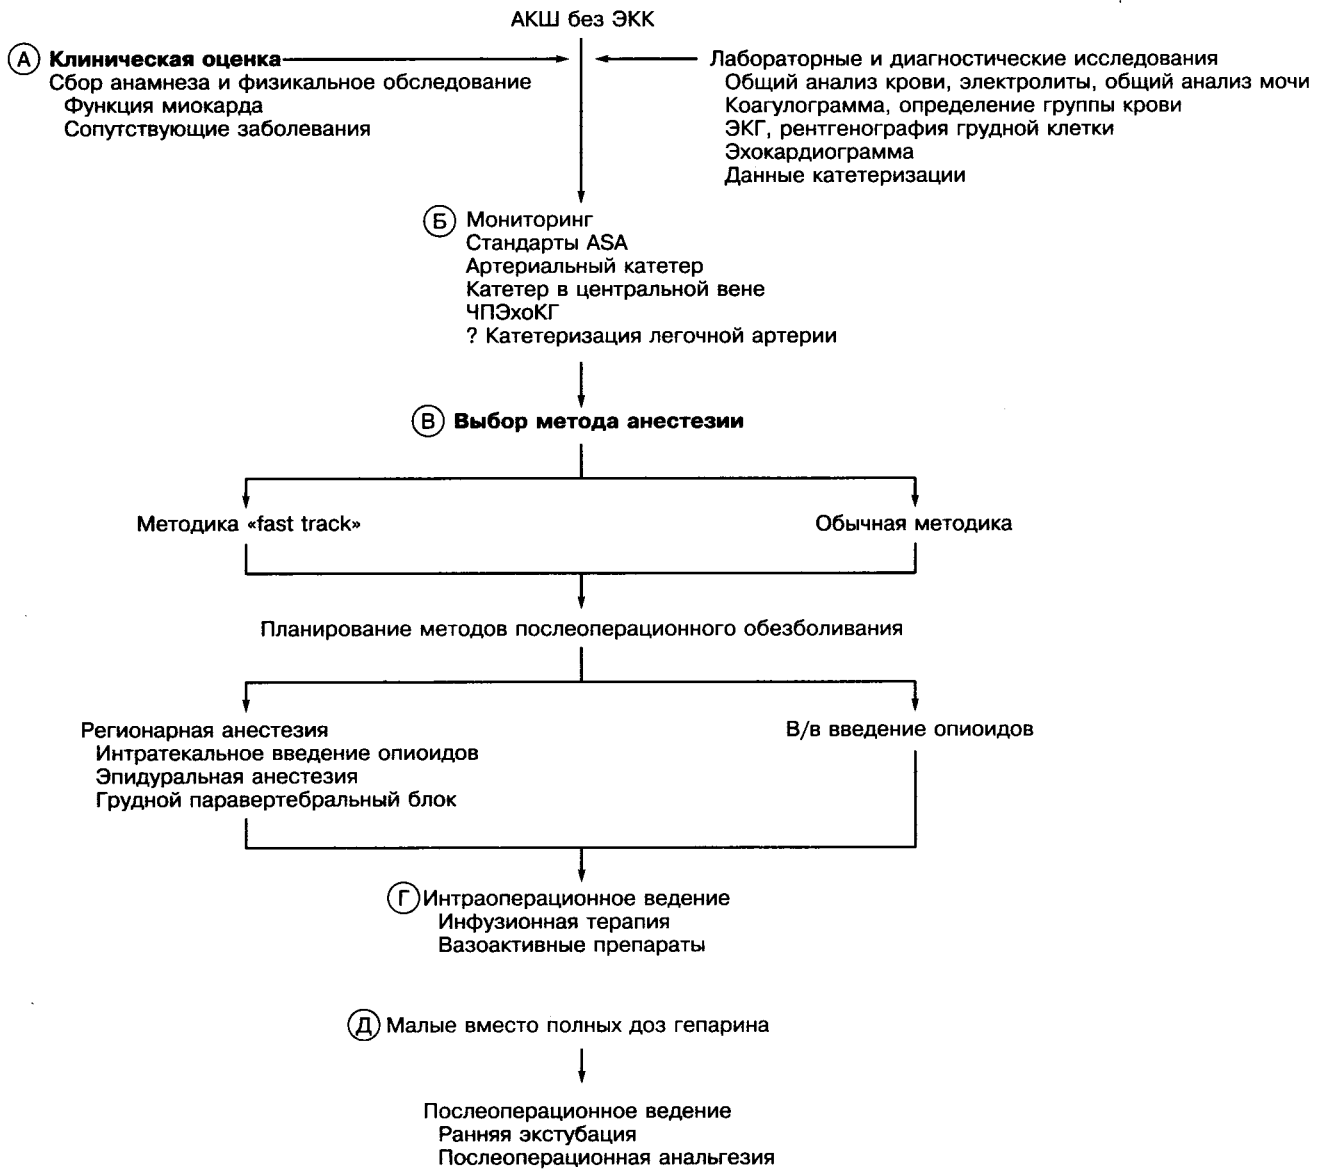 АКШ без ЭКК
А Клиническая оценка
Сбор анамнеза и физикальное обследование
Функция миокарда
Сопутствующие заболевания
Лабораторные и диагностические исследования
Общий анализ крови, электролиты, общий анализ мочи
Коагулограмма, определение группы крови
ЭКГ, рентгенография грудной клетки
Эхокардиограмма
Данные катетеризации
Б Мониторинг
Стандарты ASA
Артериальный катетер
Катетер в центральной вене
ЧПЭхоКГ
? Катетеризация легочной артерии
В Выбор метода анестезии
Методика «fast track»
Обычная методика
Планирование методов послеоперационного обезболивания
Регионарная анестезия
Интратекальное введение опиоидов
Эпидуральная анестезия
Грудной паравертебральный блок
В/в введение опиоидов
Г Интраоперационное ведение
Инфузионная терапия
Вазоактивные препараты
Д Малые вместо полных доз гепарина
Послеоперационное ведение
Ранняя экстубация
Послеоперационная анальгезия